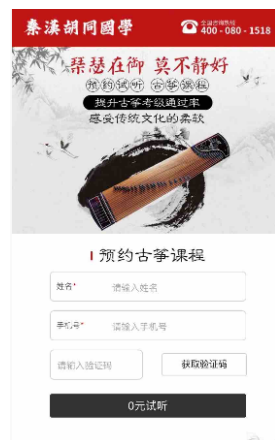 秦漢胡同國學
全国咨询热线
400 - 080 - 1518
琴瑟在御 莫不静好
预约试听 古筝课程
提升古筝考级通过率
感受传统文化的柔软
预约古筝课程
姓名* 请输入姓名
手机号* 请输入手机号
请输入验证码 获取验证码
0元试听